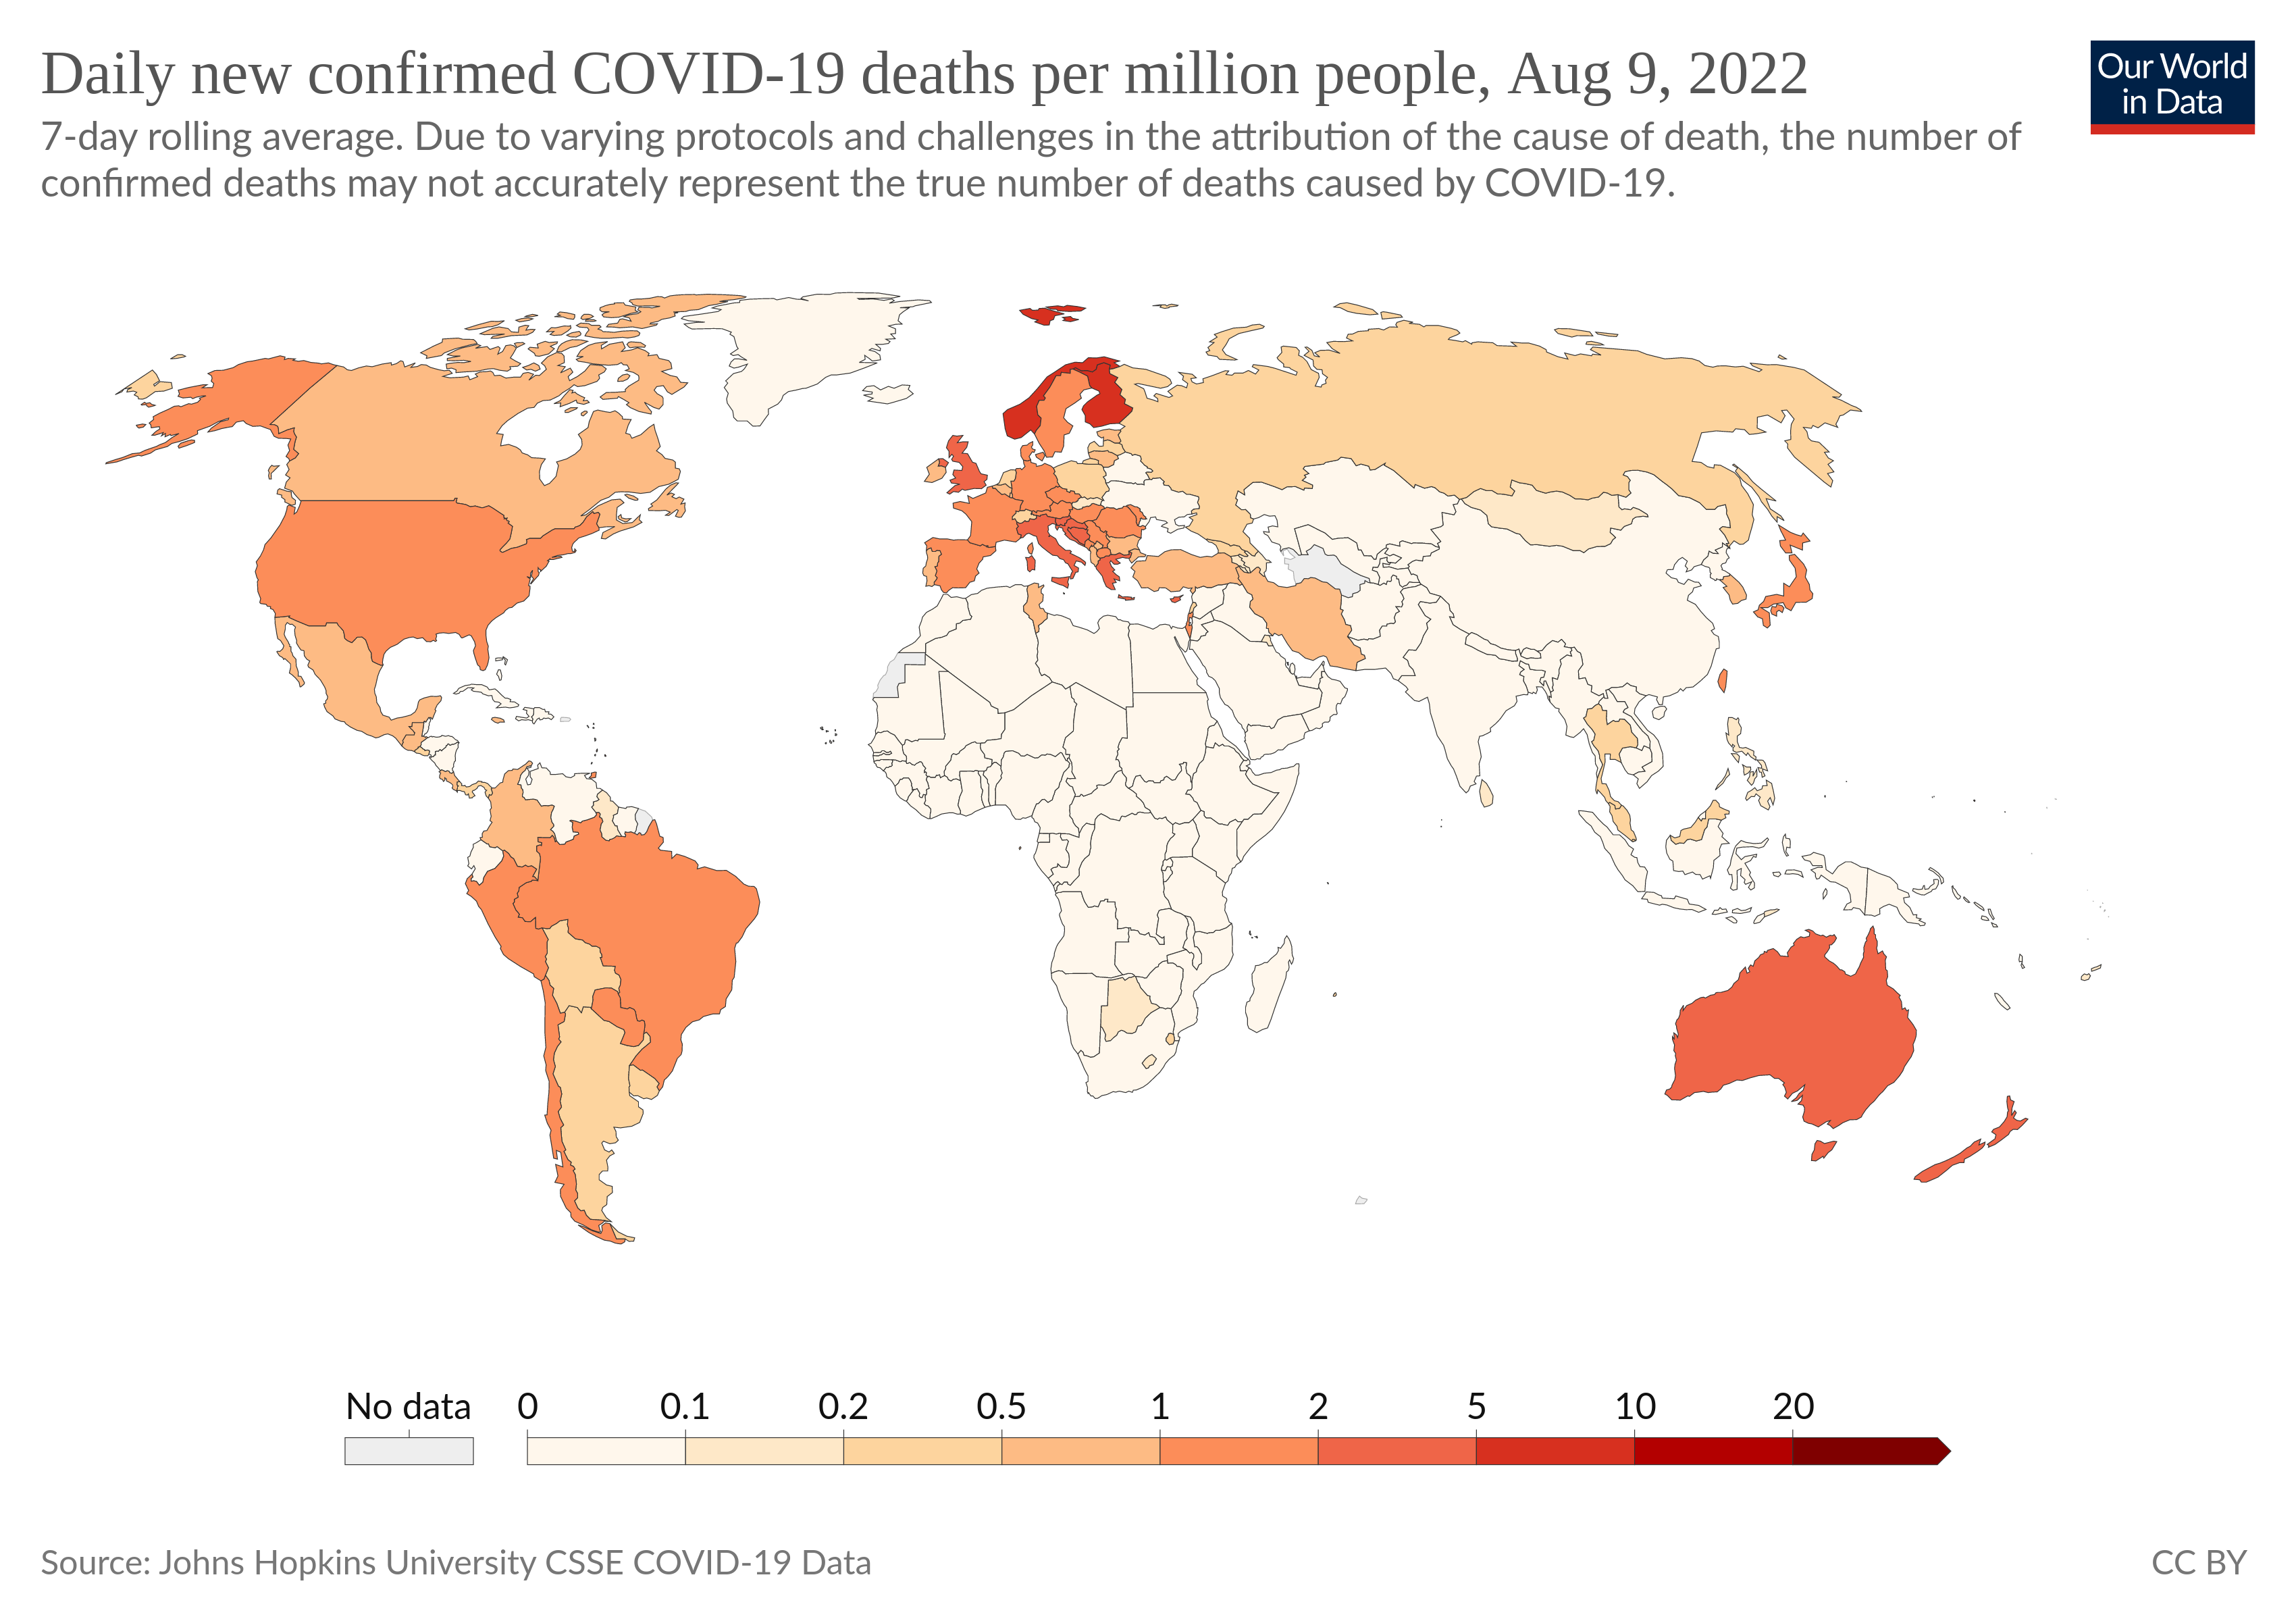 Daily new confirmed COVID-19 deaths per million people, Aug 9, 2022
Our World
in Data
7-day rolling average. Due to varying protocols and challenges in the attribution of the cause of death, the number of
confirmed deaths may not accurately represent the true number of deaths caused by COVID-19.
No data 0 0.1 0.2 0.5 1 2 5 10 20
Source: Johns Hopkins University CSSE COVID-19 Data
CC BY